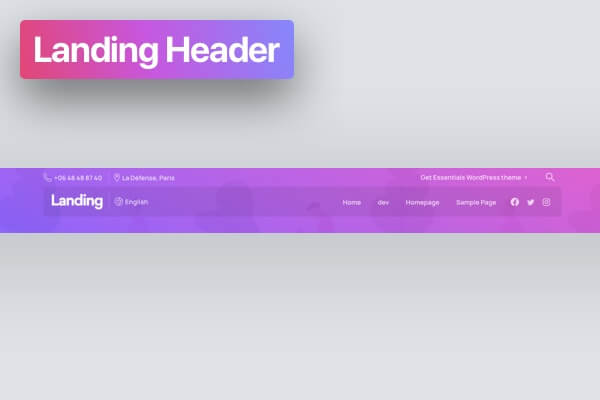 Landing Header
+06 48 48 87 40 La Défense, Paris Get Essentials WordPress theme
Landing English Home dev Homepage Sample Page